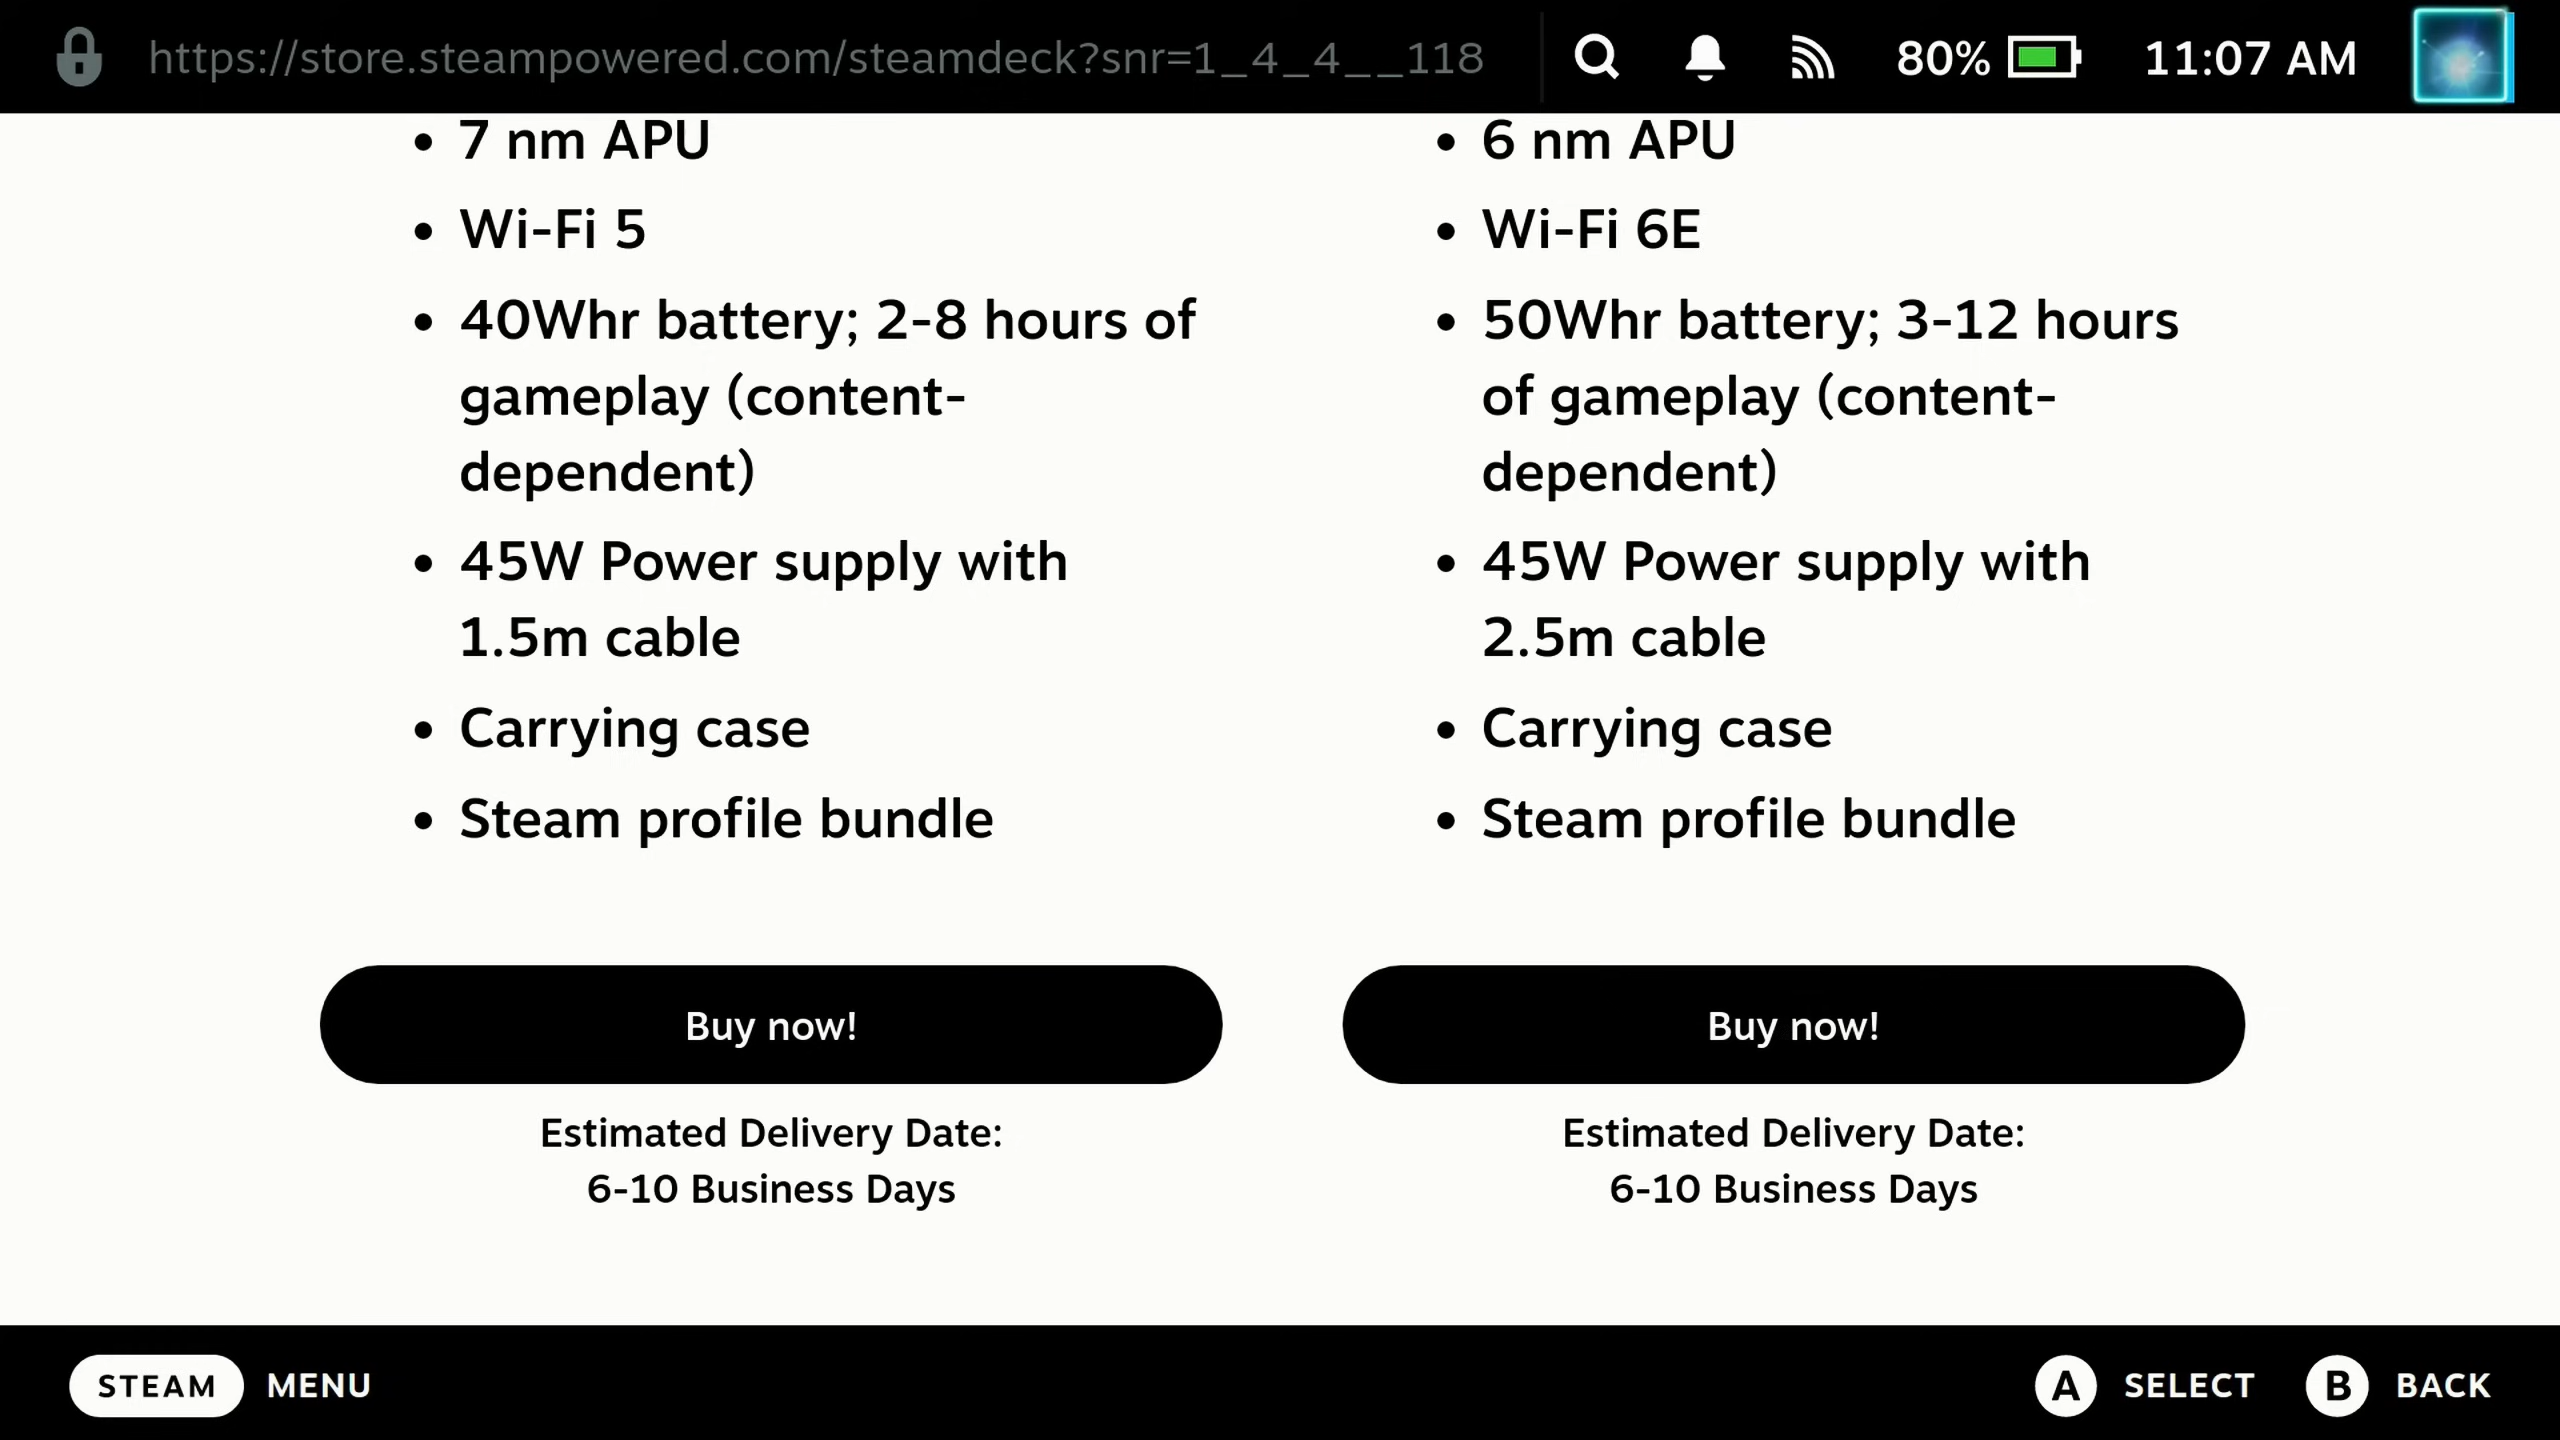 https://store.steampowered.com/steamdeck?snr=1_4_4__118
80%
11:07 AM
7 nm APU
Wi-Fi 5
40Whr battery; 2-8 hours of
gameplay (content-
dependent)
45W Power supply with
1.5m cable
Carrying case
Steam profile bundle
Buy now!
Estimated Delivery Date:
6-10 Business Days
6 nm APU
Wi-Fi 6E
50Whr battery; 3-12 hours
of gameplay (content-
dependent)
45W Power supply with
2.5m cable
Carrying case
Steam profile bundle
Buy now!
Estimated Delivery Date:
6-10 Business Days
STEAM MENU
A SELECT B BACK